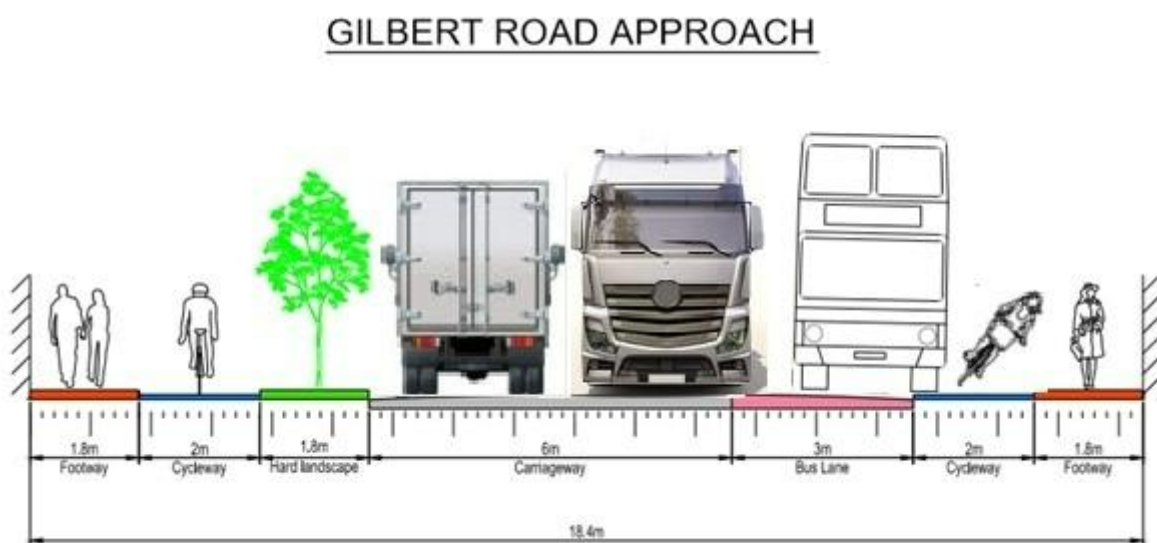 GILBERT ROAD APPROACH
1.8m 2m 1.8m 6m 3m 2m 1.8m
Footway Cycleway Hard landscape Carriageway Bus Lane Cycleway Footway
18.4m